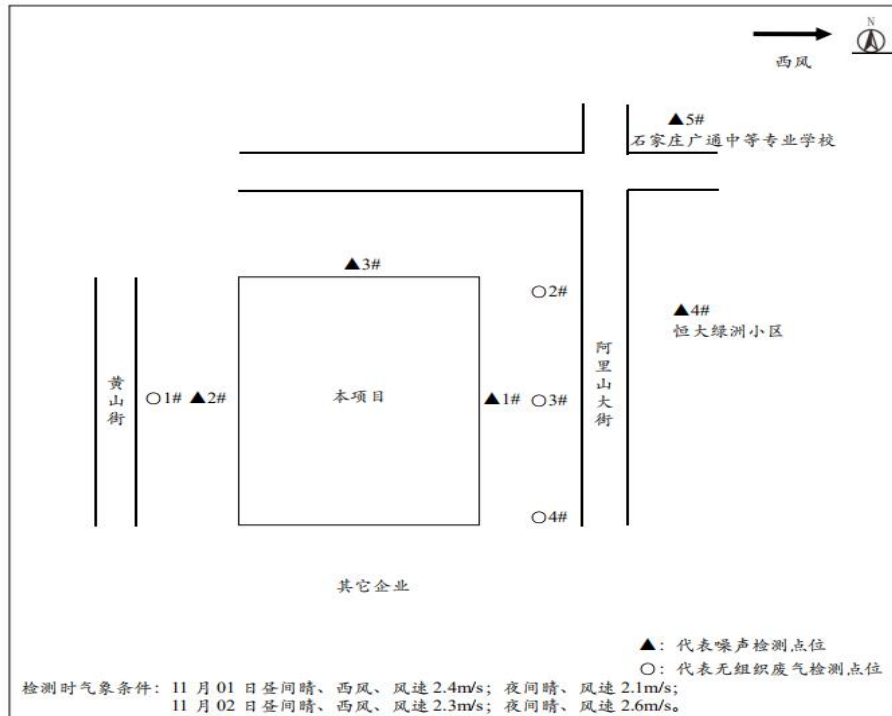 N
西风
▲5#
石家庄广通中等专业学校
▲3#
○2#
▲4#
恒大绿洲小区
黄山街
○1# ▲2#
本项目
▲1# ○3#
阿里山大街
○4#
其它企业
▲：代表噪声检测点位
○：代表无组织废气检测点位
检测时气象条件：11 月 01 日昼间晴、西风、风速 2.4m/s；夜间晴、风速 2.1m/s；
11 月 02 日昼间晴、西风、风速 2.3m/s；夜间晴、风速 2.6m/s。